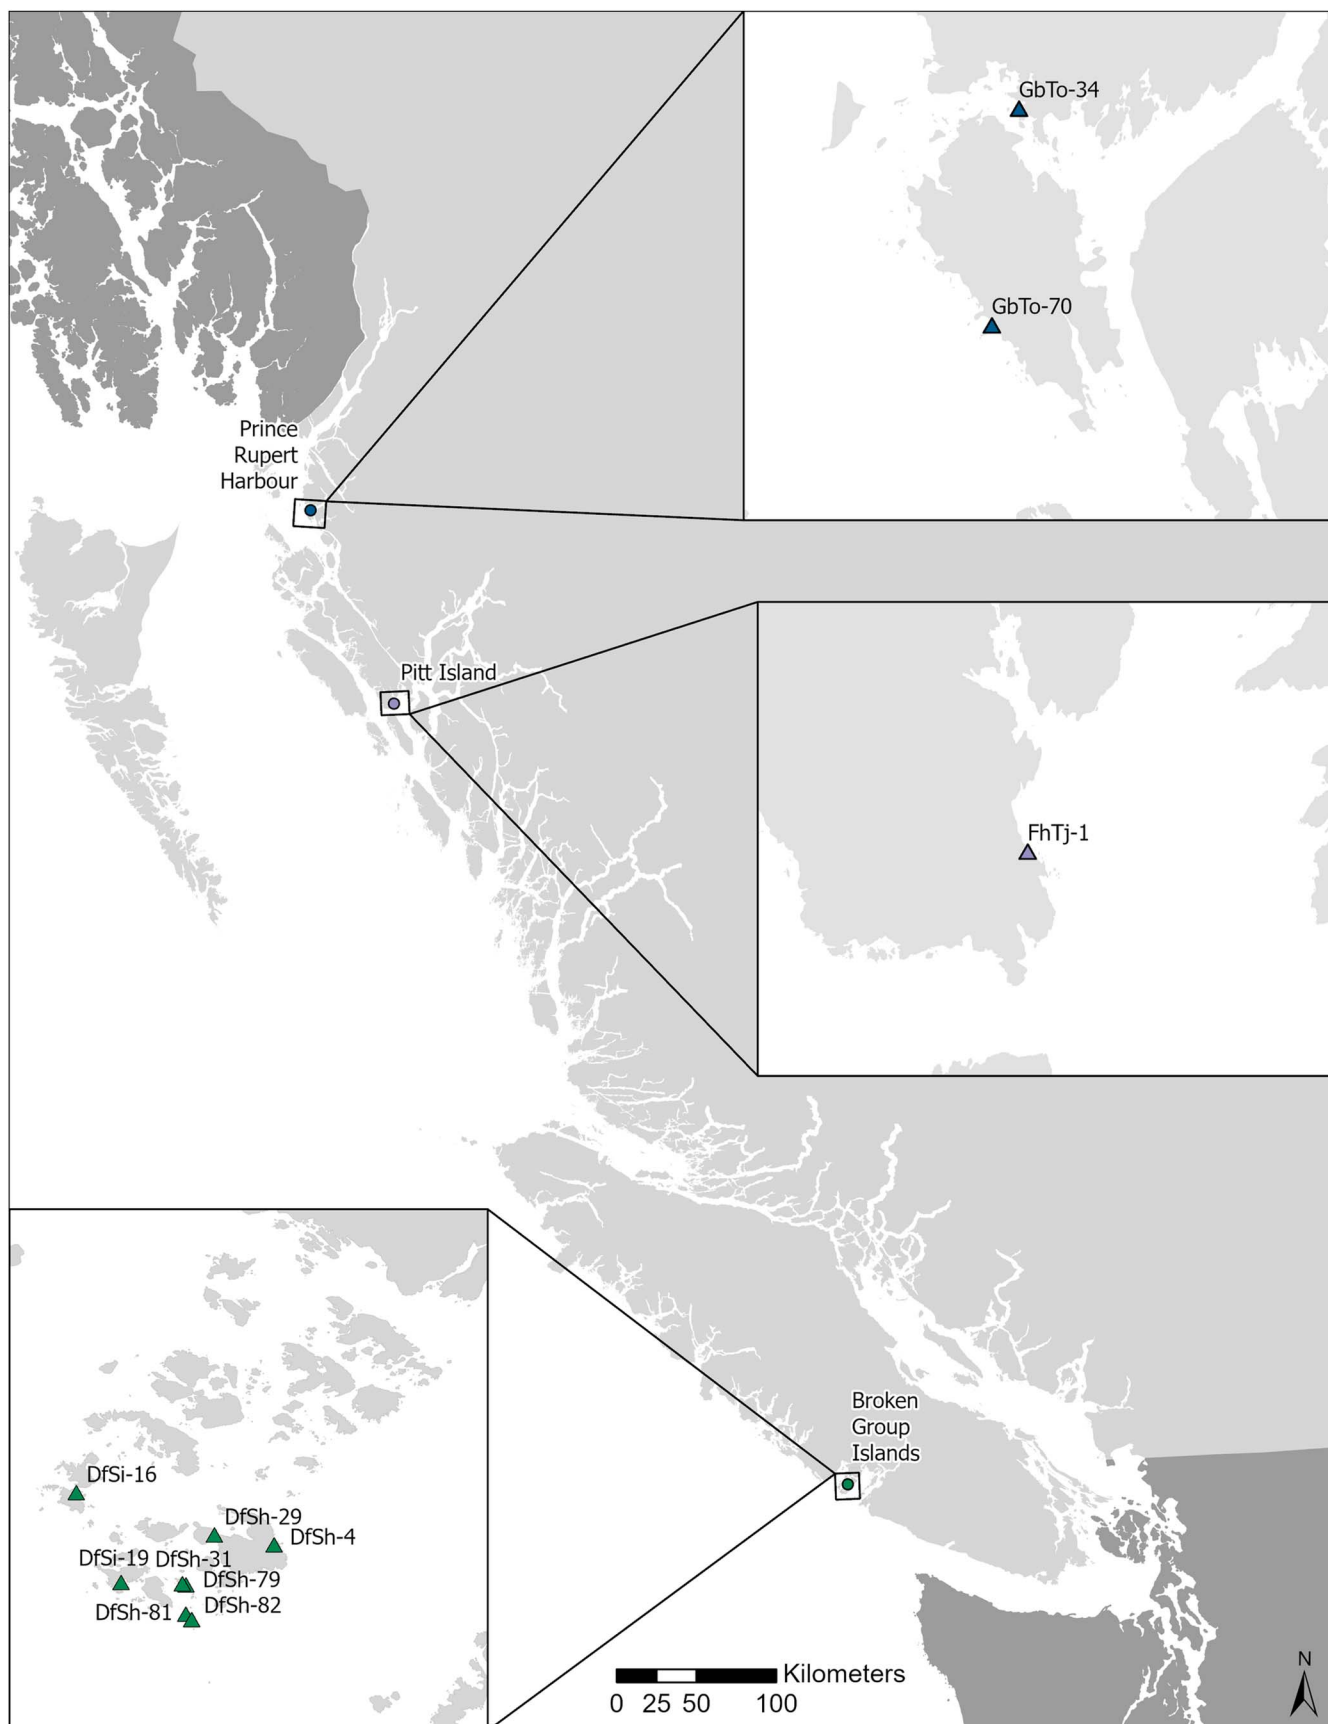 GbTo-34
GbTo-70
Prince
Rupert
Harbour
Pitt Island
FhTj-1
Broken
Group
Islands
DfSi-16
DfSh-29
DfSh-4
DfSi-19 DfSh-31
DfSh-79
DfSh-81 DfSh-82
Kilometers
0 25 50 100
N